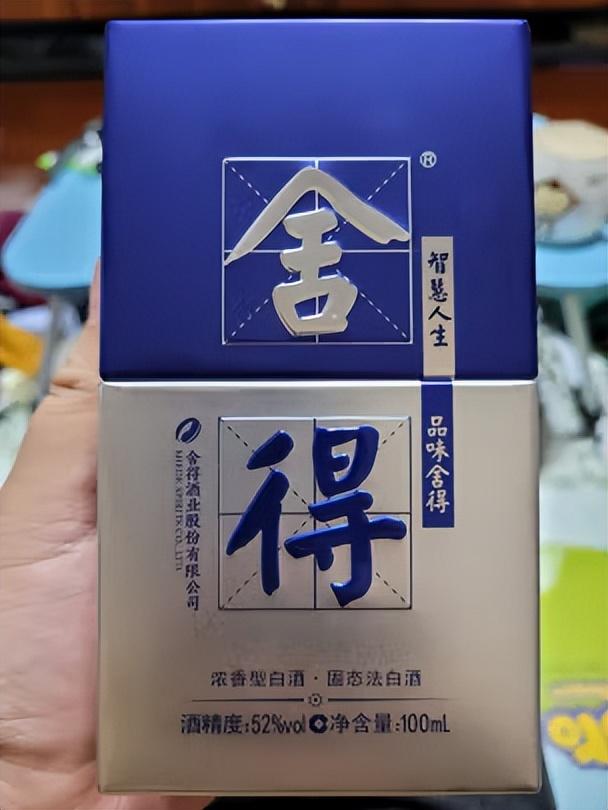 舍
®
智慧人生
品味舍得
得
舍得酒业股份有限公司
浓香型白酒·固态法白酒
酒精度:52%vol 净含量:100mL